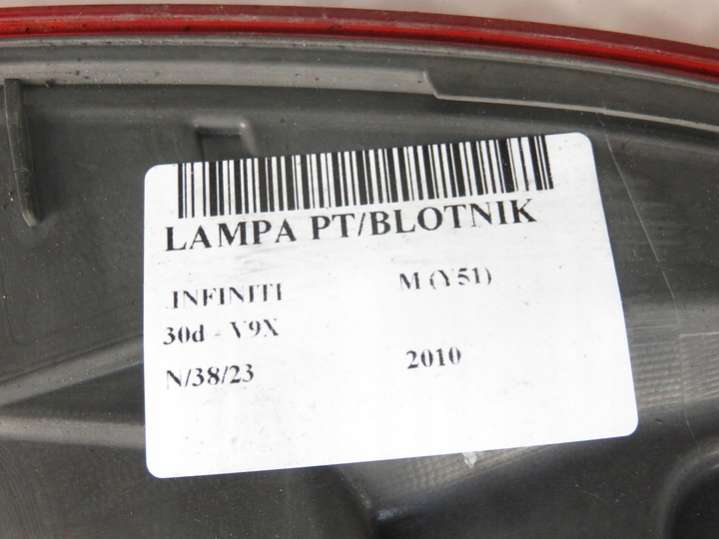 LAMPA PT/BLOTNIK
INFINITI M (Y51)
30d - V9X
N/38/23 2010